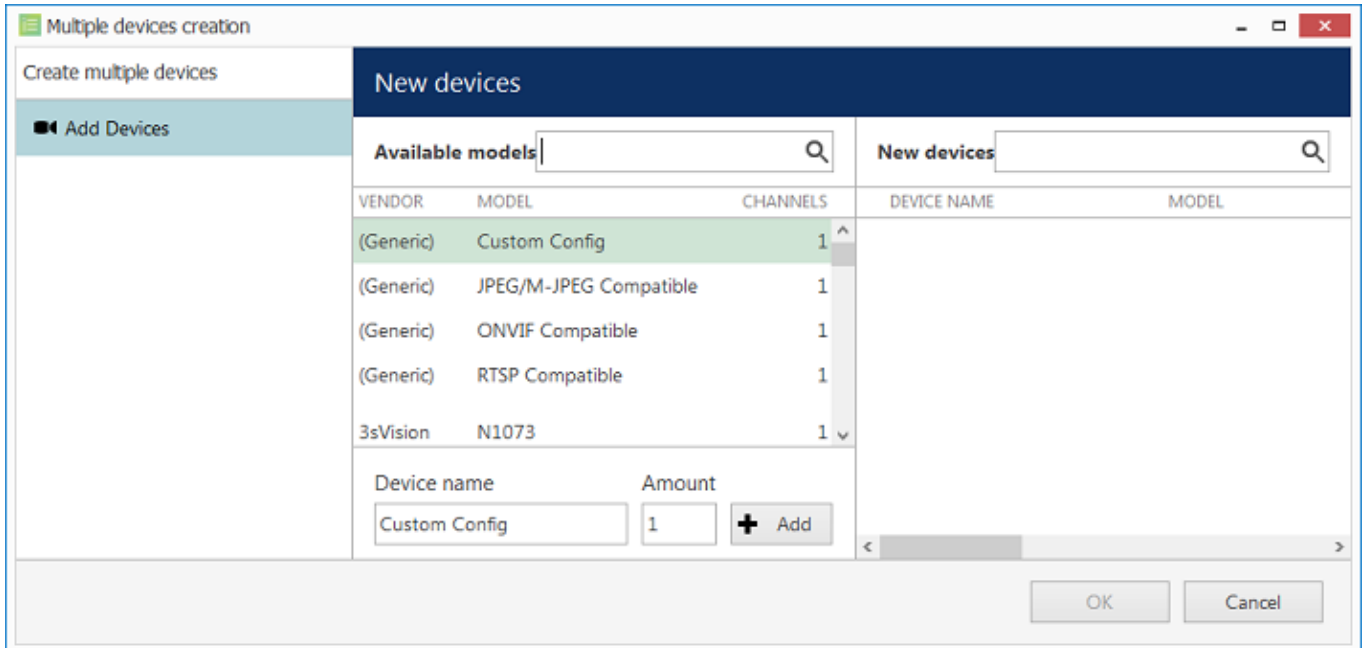 Multiple devices creation
Create multiple devices
Add Devices
New devices
Available models
New devices
VENDOR MODEL CHANNELS
DEVICE NAME MODEL
(Generic) Custom Config 1
(Generic) JPEG/M-JPEG Compatible 1
(Generic) ONVIF Compatible 1
(Generic) RTSP Compatible 1
3sVision N1073 1
Device name Amount
Custom Config 1 Add
OK Cancel